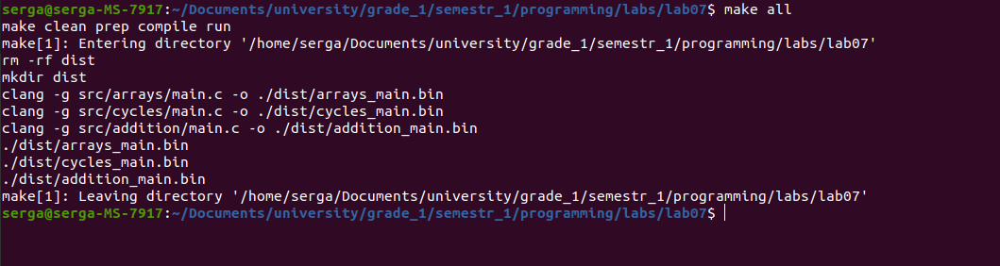 serga@serga-MS-7917:~/Documents/university/grade_1/semestr_1/programming/labs/lab07$ make all
make clean prep compile run
make[1]: Entering directory '/home/serga/Documents/university/grade_1/semestr_1/programming/labs/lab07'
rm -rf dist
mkdir dist
clang -g src/arrays/main.c -o ./dist/arrays_main.bin
clang -g src/cycles/main.c -o ./dist/cycles_main.bin
clang -g src/addition/main.c -o ./dist/addition_main.bin
./dist/arrays_main.bin
./dist/cycles_main.bin
./dist/addition_main.bin
make[1]: Leaving directory '/home/serga/Documents/university/grade_1/semestr_1/programming/labs/lab07'
serga@serga-MS-7917:~/Documents/university/grade_1/semestr_1/programming/labs/lab07$